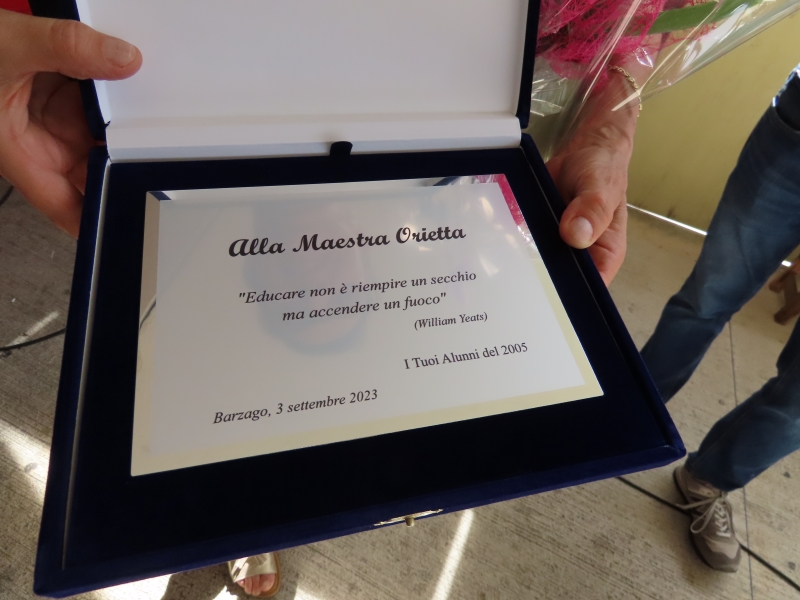 Alla Maestra Orietta
"Educare non è riempire un secchio
ma accendere un fuoco"
(William Yeats)
I Tuoi Alunni del 2005
Barzago, 3 settembre 2023